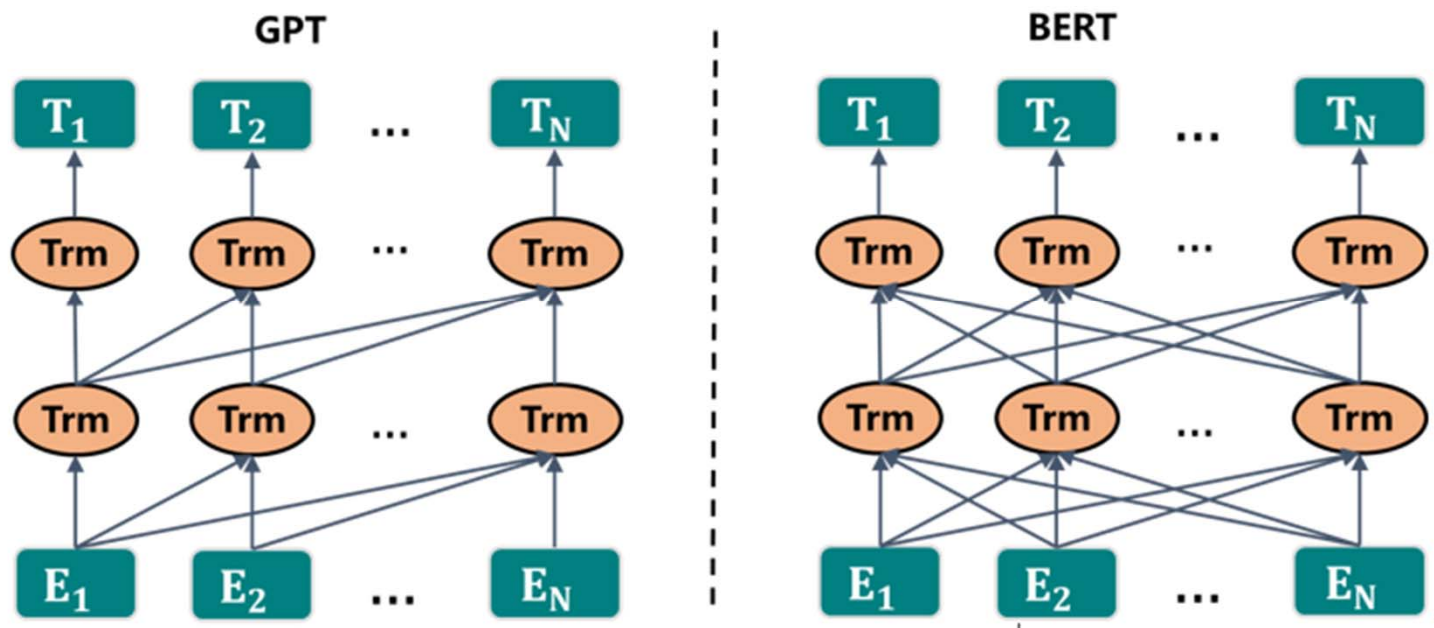 GPT BERT
T1 T2 ... TN T1 T2 ... TN
Trm Trm ... Trm Trm Trm ... Trm
Trm Trm ... Trm Trm Trm ... Trm
E1 E2 ... EN E1 E2 ... EN